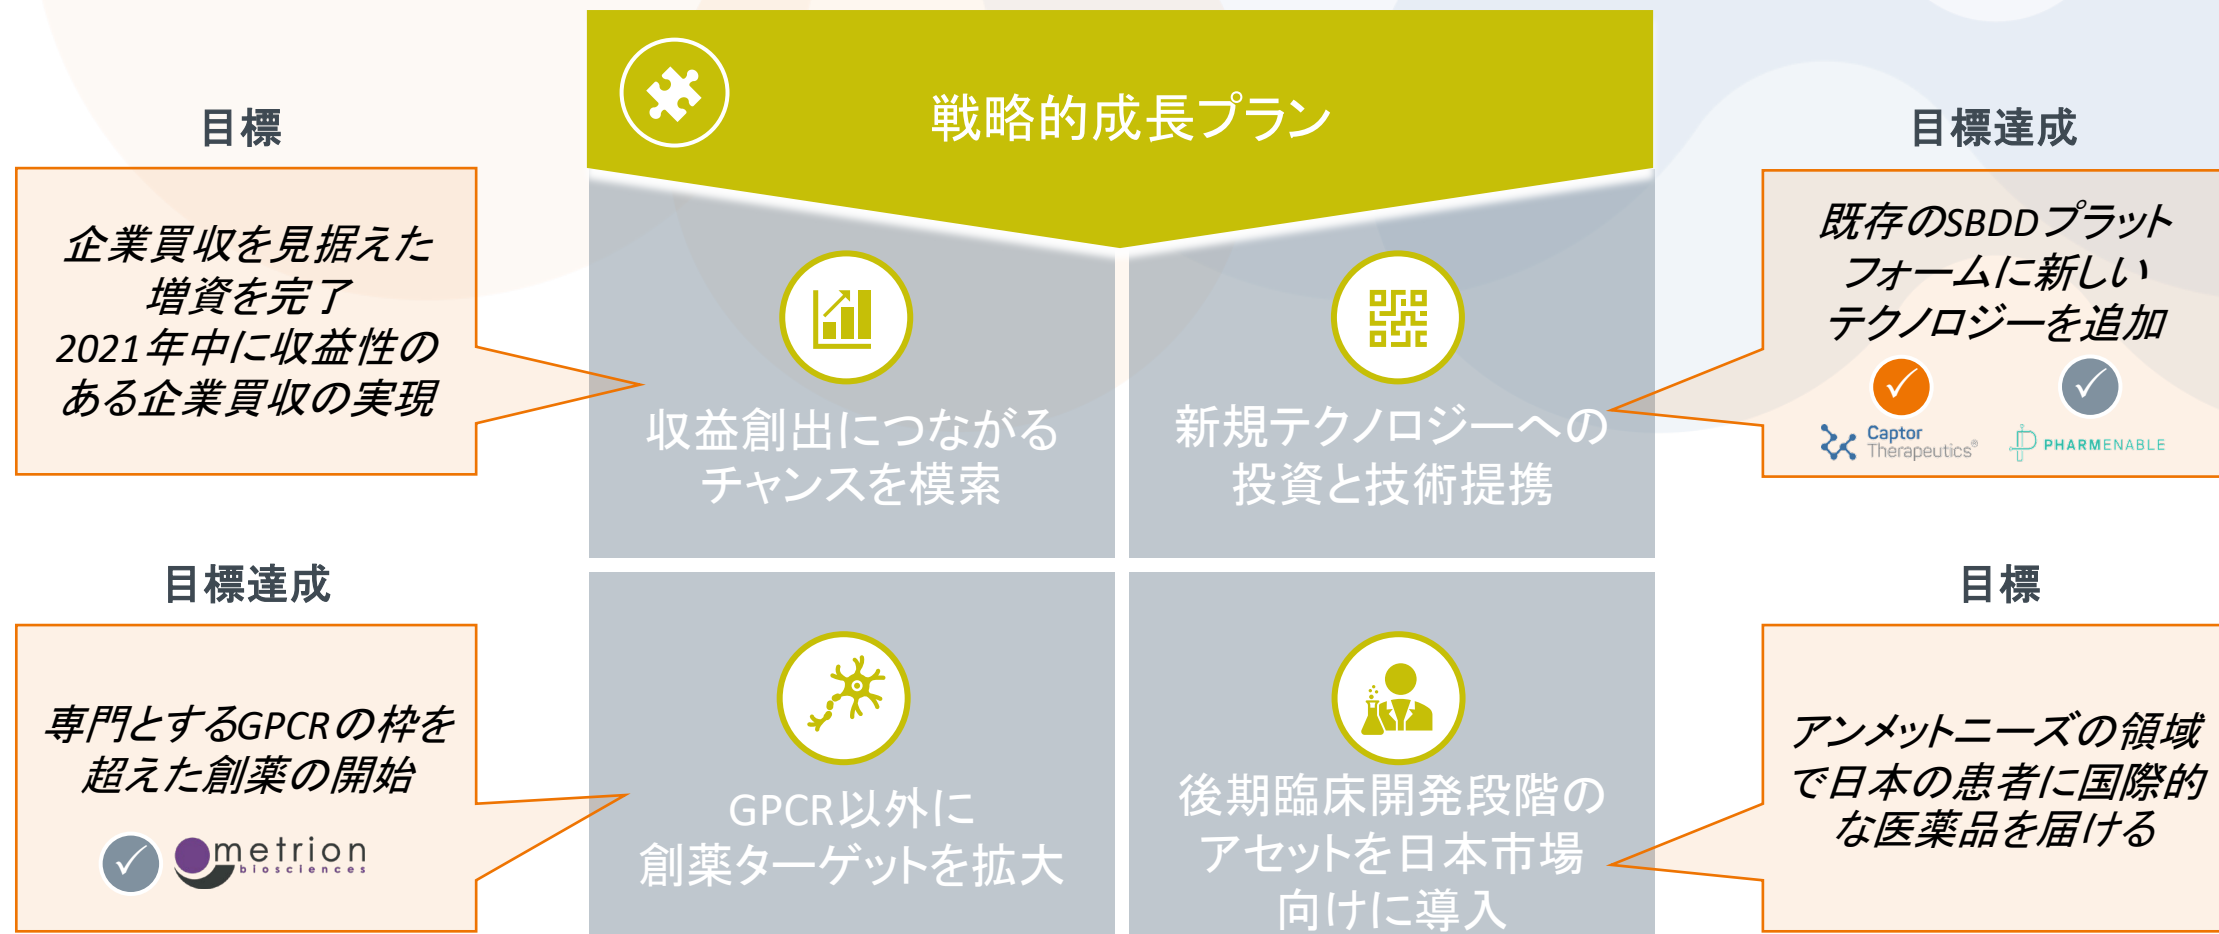 戦略的成長プラン
目標
企業買収を見据えた
増資を完了
2021年中に収益性の
ある企業買収の実現
収益創出につながる
チャンスを模索
新規テクノロジーへの
投資と技術提携
目標達成
既存のSBDDプラット
フォームに新しい
テクノロジーを追加
Captor
Therapeutics®
PHARMENABLE
目標達成
専門とするGPCRの枠を
超えた創薬の開始
metrion
biosciences
GPCR以外に
創薬ターゲットを拡大
後期臨床開発段階の
アセットを日本市場
向けに導入
目標
アンメットニーズの領域
で日本の患者に国際的
な医薬品を届ける